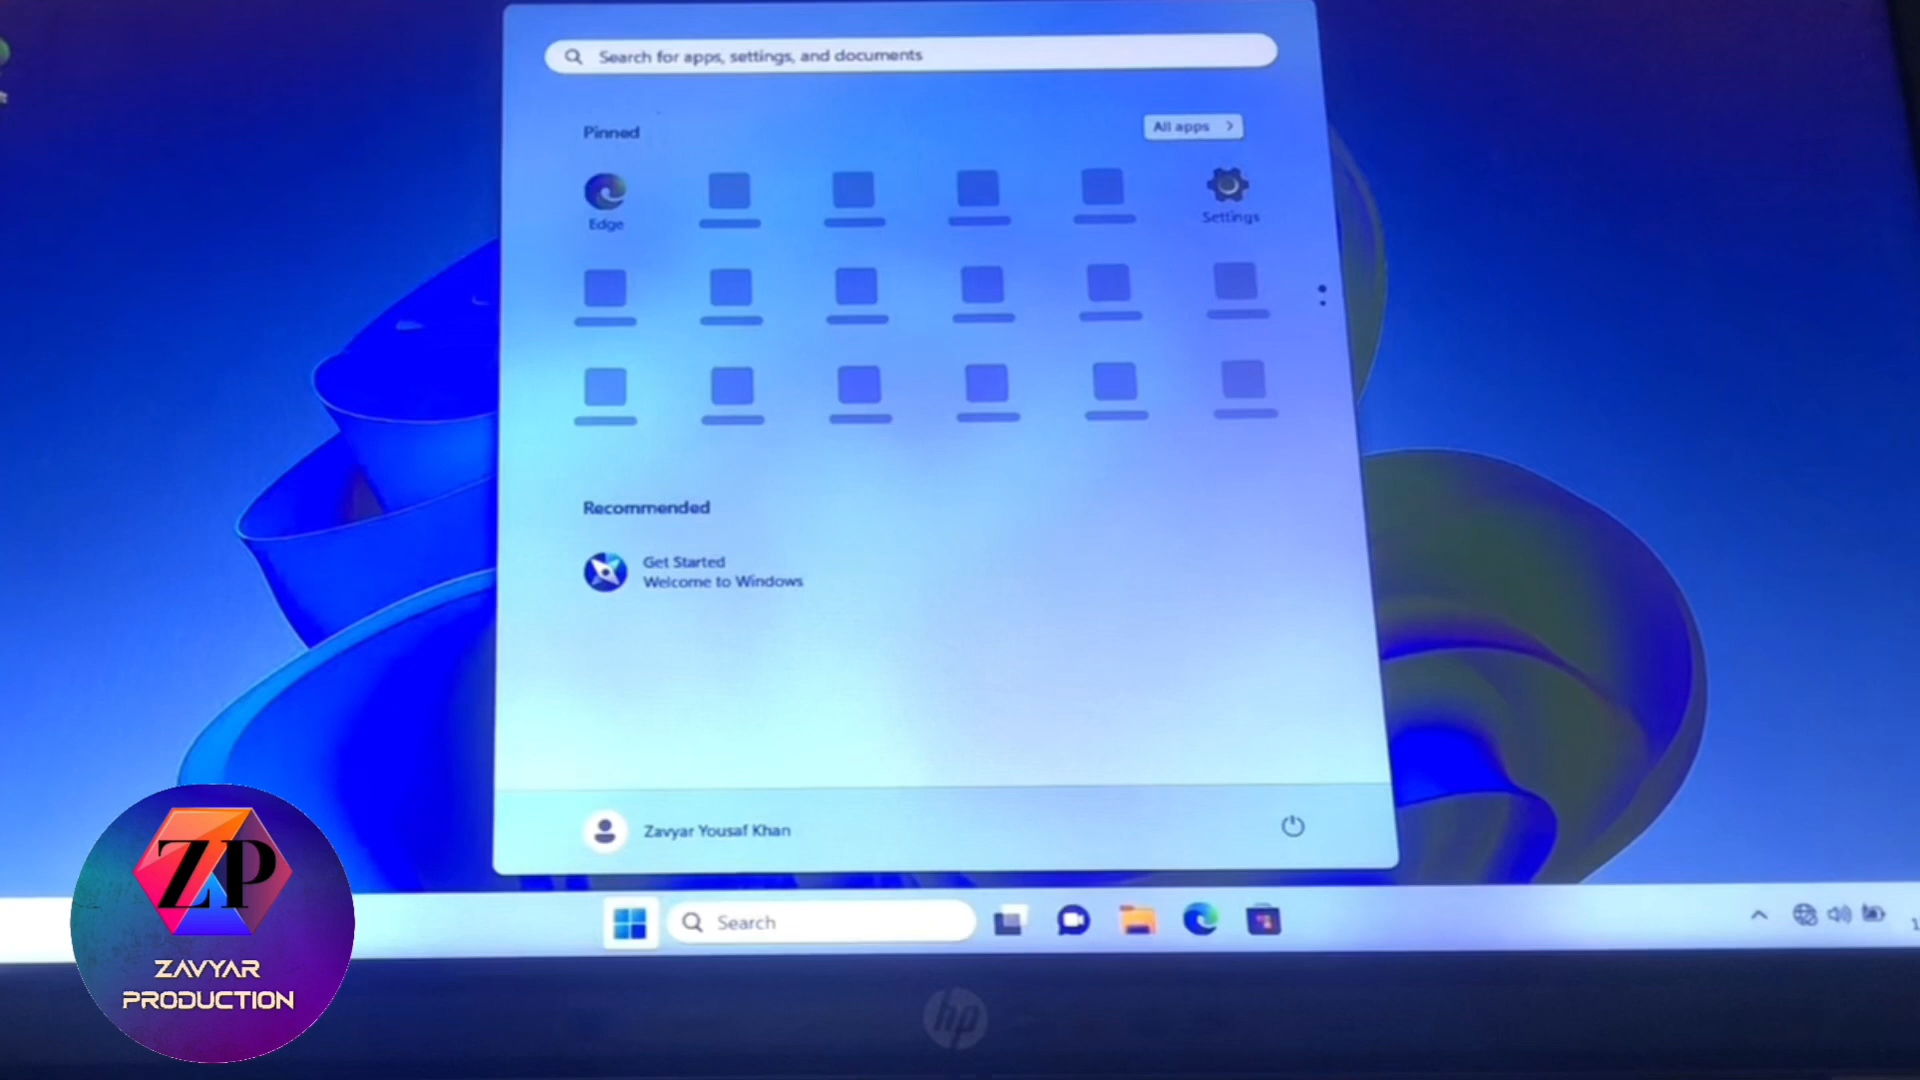 Search for apps, settings, and documents
Pinned
All apps
Edge
Settings
Recommended
Get Started
Welcome to Windows
Zavyar Yousaf Khan
Search
hp
ZP
ZAVYAR
PRODUCTION